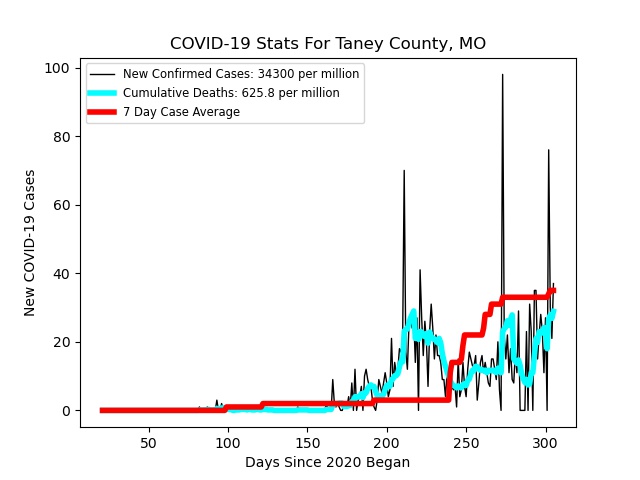 COVID-19 Stats For Taney County, MO
New Confirmed Cases: 34300 per million
Cumulative Deaths: 625.8 per million
7 Day Case Average
New COVID-19 Cases
100
80
60
40
20
0
50 100 150 200 250 300
Days Since 2020 Began